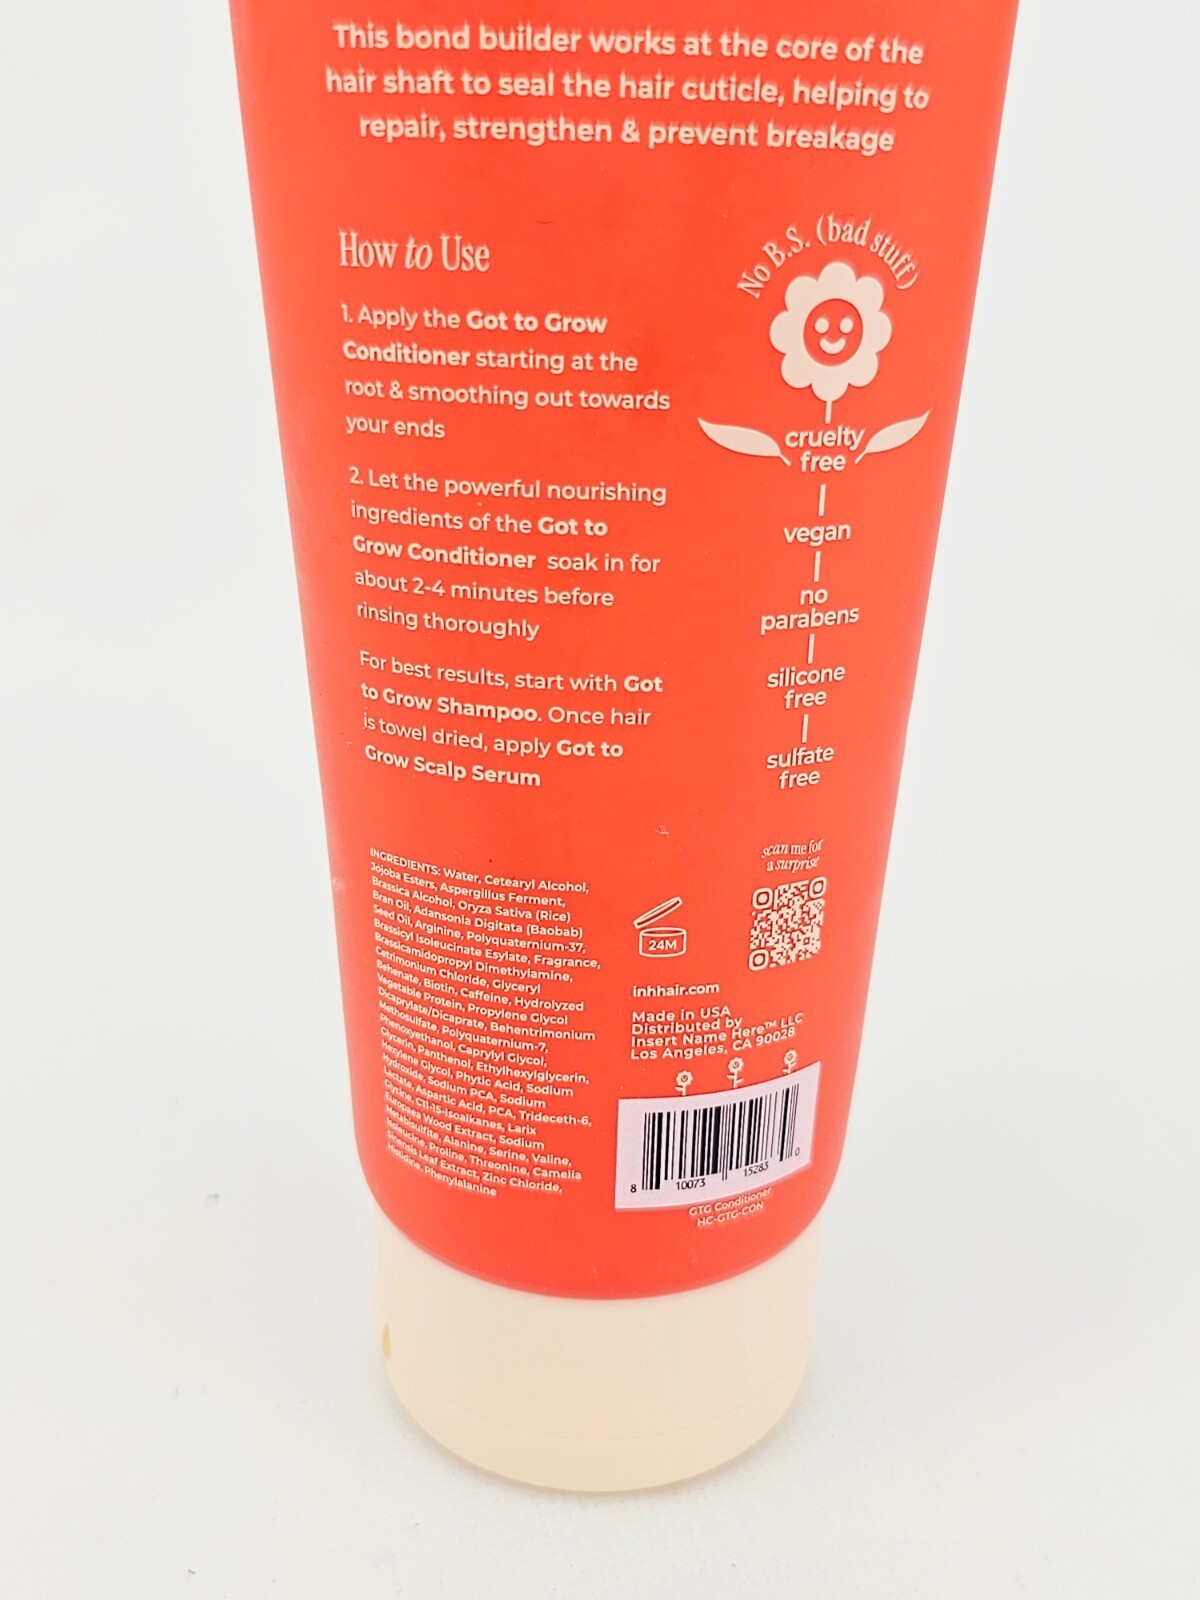 This bond builder works at the core of the
hair shaft to seal the hair cuticle, helping to
repair, strengthen & prevent breakage
How to Use
1. Apply the Got to Grow
Conditioner starting at the
root & smoothing out towards
your ends
2. Let the powerful nourishing
ingredients of the Got to
Grow Conditioner soak in for
about 2-4 minutes before
rinsing thoroughly
For best results, start with Got
to Grow Shampoo. Once hair
is towel dried, apply Got to
Grow Scalp Serum
No B.S. (bad stuff)
cruelty
free
vegan
no
parabens
silicone
free
sulfate
free
INGREDIENTS: Water, Cetearyl Alcohol,
Jojoba Esters, Aspergillus Ferment,
Brassica Alcohol, Oryza Sativa (Rice)
Bran Oil, Adansonia Digitata (Baobab)
Seed Oil, Arginine, Polyquaternium-37,
Brassicyl Isoleucinate Esylate, Fragrance,
Brassicamidopropyl Dimethylamine,
Cetrimonium Chloride, Glyceryl
Behenate, Biotin, Caffeine, Hydrolyzed
Vegetable Protein, Propylene Glycol
Dicaprylate/Dicaprate, Behentrimonium
Methosulfate, Polyquaternium-7,
Phenoxyethanol, Caprylyl Glycol,
Glycerin, Panthenol, Ethylhexylglycerin,
Hexylene Glycol, Phytic Acid, Sodium
Hydroxide, Sodium PCA, Sodium
Lactate, Aspartic Acid, PCA, Trideceth-6,
Glycine, C11-15-Isoalkanes, Larix
Europaea Wood Extract, Sodium
Metabisulfite, Alanine, Serine, Valine,
Isoleucine, Proline, Threonine, Camelia
Sinensis Leaf Extract, Zinc Chloride,
Histidine, Phenylalanine
scan me for
a surprise
24M
inhhair.com
Made in USA
Distributed by
Insert Name Here™ LLC
Los Angeles, CA 90028
8 10073 15283 0
GTG Conditioner
HC-GTG-CON